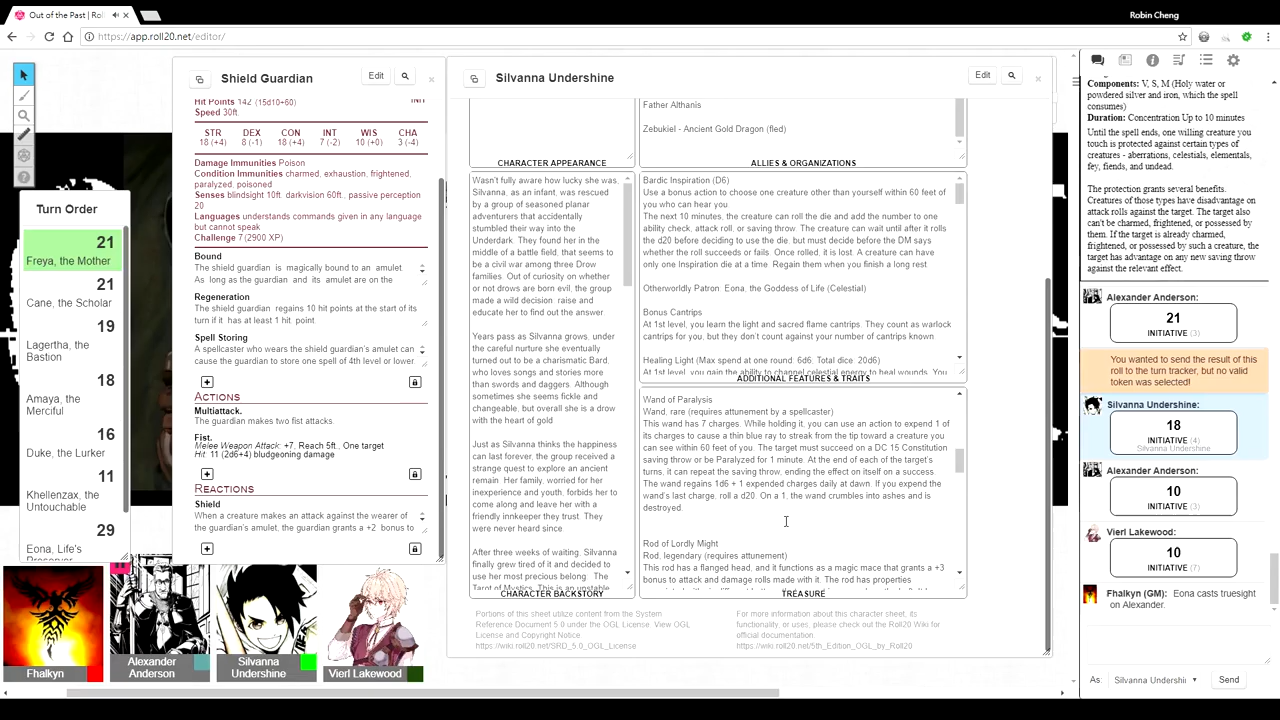 Out of the Past | Rol
Robin Cheng
https://app.roll20.net/editor/
Shield Guardian
Edit
Hit Points 142 (15d10+60)
INIT
Speed 30ft.
STR DEX CON INT WIS CHA
18 (+4) 8 (-1) 18 (+4) 7 (-2) 10 (+0) 3 (-4)
Damage Immunities Poison
Condition Immunities charmed, exhaustion, frightened,
paralyzed, poisoned
Senses blindsight 10ft. darkvision 60ft., passive perception
20
Languages understands commands given in any language
but cannot speak
Challenge 7 (2900 XP)
Bound
The shield guardian is magically bound to an amulet.
As long as the guardian and its amulet are on the
Regeneration
The shield guardian regains 10 hit points at the start of its
turn if it has at least 1 hit point.
Spell Storing
A spellcaster who wears the shield guardian's amulet can
cause the guardian to store one spell of 4th level or lower.
Actions
Multiattack.
The guardian makes two fist attacks.
Fist.
Melee Weapon Attack: +7, Reach 5ft., One target
Hit: 11 (2d6+4) bludgeoning damage
Reactions
Shield
When a creature makes an attack against the wearer of
the guardian's amulet, the guardian grants a +2 bonus to
Turn Order
21
Freya, the Mother
21
Cane, the Scholar
19
Lagertha, the
Bastion
18
Amaya, the
Merciful
16
Duke, the Lurker
11
Khellenzax, the
Untouchable
29
Eona, Life's
Preserver
Fhalkyn
Alexander
Anderson
Silvanna
Undershine
Vierl Lakewood
Silvanna Undershine
Edit
CHARACTER APPEARANCE
Wasn't fully aware how lucky she was,
Silvanna, as an infant, was rescued
by a group of seasoned planar
adventurers that accidentally
stumbled their way into the
Underdark. They found her in the
middle of a battle field, that seems to
be a civil war among three Drow
families. Out of curiosity on whether
or not drows are born evil, the group
made a wild decision: raise and
educate her to find out the answer.
Years pass as Silvanna grows, under
the careful nurture she eventually
turned out to be a charismatic Bard,
who loves songs and stories more
than swords and daggers. Although
sometimes she seems fickle and
changeable, but overall she is a drow
with the heart of gold
Just as Silvanna thinks the happiness
can last forever, the group received a
strange quest to explore an ancient
remain. Her family, worried for her
inexperience and youth, forbids her to
come along and leave her with a
friendly innkeeper they trust. They
were never heard since.
After three weeks of waiting, Silvanna
finally grew tired of it and decided to
use her most precious belong. The
Tarot of Mystics. This is an unstable
CHARACTER BACKSTORY
Father Althanis
Zebukiel - Ancient Gold Dragon (fled)
ALLIES & ORGANIZATIONS
Bardic Inspiration (D6)
Use a bonus action to choose one creature other than yourself within 60 feet of
you who can hear you.
The next 10 minutes, the creature can roll the die and add the number to one
ability check, attack roll, or saving throw. The creature can wait until after it rolls
the d20 before deciding to use the die, but must decide before the DM says
whether the roll succeeds or fails. Once rolled, it is lost. A creature can have
only one Inspiration die at a time. Regain them when you finish a long rest
Otherworldly Patron: Eona, the Goddess of Life (Celestial)
Bonus Cantrips
At 1st level, you learn the light and sacred flame cantrips. They count as warlock
cantrips for you, but they don't count against your number of cantrips known.
Healing Light (Max spend at one round: 6d6. Total dice: 20d6)
At 1st level, you gain the ability to channel celestial energy to heal wounds. You
ADDITIONAL FEATURES & TRAITS
Wand of Paralysis
Wand, rare (requires attunement by a spellcaster)
This wand has 7 charges. While holding it, you can use an action to expend 1 of
its charges to cause a thin blue ray to streak from the tip toward a creature you
can see within 60 feet of you. The target must succeed on a DC 15 Constitution
saving throw or be Paralyzed for 1 minute. At the end of each of the target's
turns, it can repeat the saving throw, ending the effect on itself on a success.
The wand regains 1d6 + 1 expended charges daily at dawn. If you expend the
wand's last charge, roll a d20. On a 1, the wand crumbles into ashes and is
destroyed.
Rod of Lordly Might
Rod, legendary (requires attunement)
This rod has a flanged head, and it functions as a magic mace that grants a +3
bonus to attack and damage rolls made with it. The rod has properties
TREASURE
Portions of this sheet utilize content from the System
Reference Document 5.0 under the OGL License. View OGL
License and Copyright Notice
https://wiki.roll20.net/SRD_5.0_OGL_License
For more information about this character sheet, its
functionality, or uses, please check out the Roll20 Wiki for
official documentation.
https://wiki.roll20.net/5th_Edition_OGL_by_Roll20
Components: V, S, M (Holy water or
powdered silver and iron, which the spell
consumes)
Duration: Concentration Up to 10 minutes
Until the spell ends, one willing creature you
touch is protected against certain types of
creatures - aberrations, celestials, elementals,
fey, fiends, and undead.
The protection grants several benefits.
Creatures of those types have disadvantage on
attack rolls against the target. The target also
can't be charmed, frightened, or possessed by
them. If the target is already charmed,
frightened, or possessed by such a creature, the
target has advantage on any new saving throw
against the relevant effect.
Alexander Anderson:
21
INITIATIVE (3)
You wanted to send the result of this
roll to the turn tracker, but no valid
token was selected!
Silvanna Undershine:
18
INITIATIVE (4)
Silvanna Undershine
Alexander Anderson:
10
INITIATIVE (3)
Vierl Lakewood:
10
INITIATIVE (7)
Fhalkyn (GM): Eona casts truesight
on Alexander.
As:
Silvanna Undershi
Send